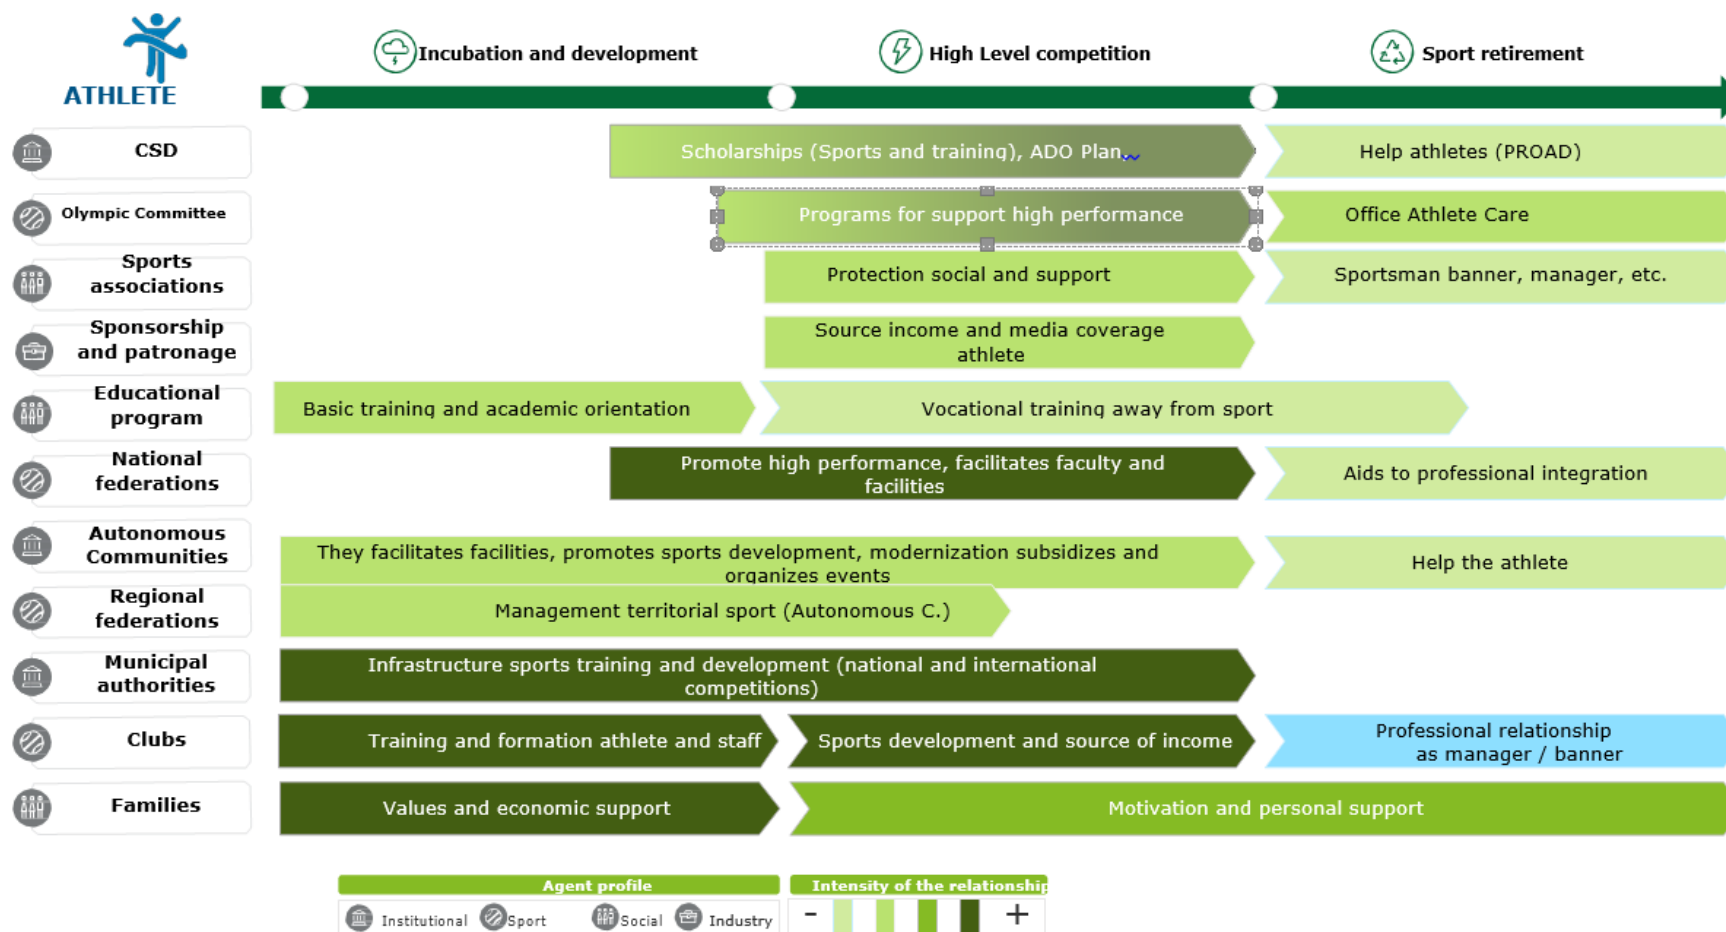 Incubation and development
High Level competition
Sport retirement
ATHLETE
CSD
Scholarships (Sports and training), ADO Plan,
Help athletes (PROAD)
Olympic Committee
Programs for support high performance
Office Athlete Care
Sports
associations
Protection social and support
Sportsman banner, manager, etc.
Sponsorship
and patronage
Source income and media coverage
athlete
Educational
program
Basic training and academic orientation
Vocational training away from sport
National
federations
Promote high performance, facilitates faculty and
facilities
Aids to professional integration
Autonomous
Communities
They facilitates facilities, promotes sports development, modernization subsidizes and
organizes events
Help the athlete
Regional
federations
Management territorial sport (Autonomous C.)
Municipal
authorities
Infrastructure sports training and development (national and international
competitions)
Clubs
Training and formation athlete and staff
Sports development and source of income
Professional relationship
as manager / banner
Families
Values and economic support
Motivation and personal support
Agent profile
Institutional
Sport
Social
Industry
Intensity of the relationship
- +